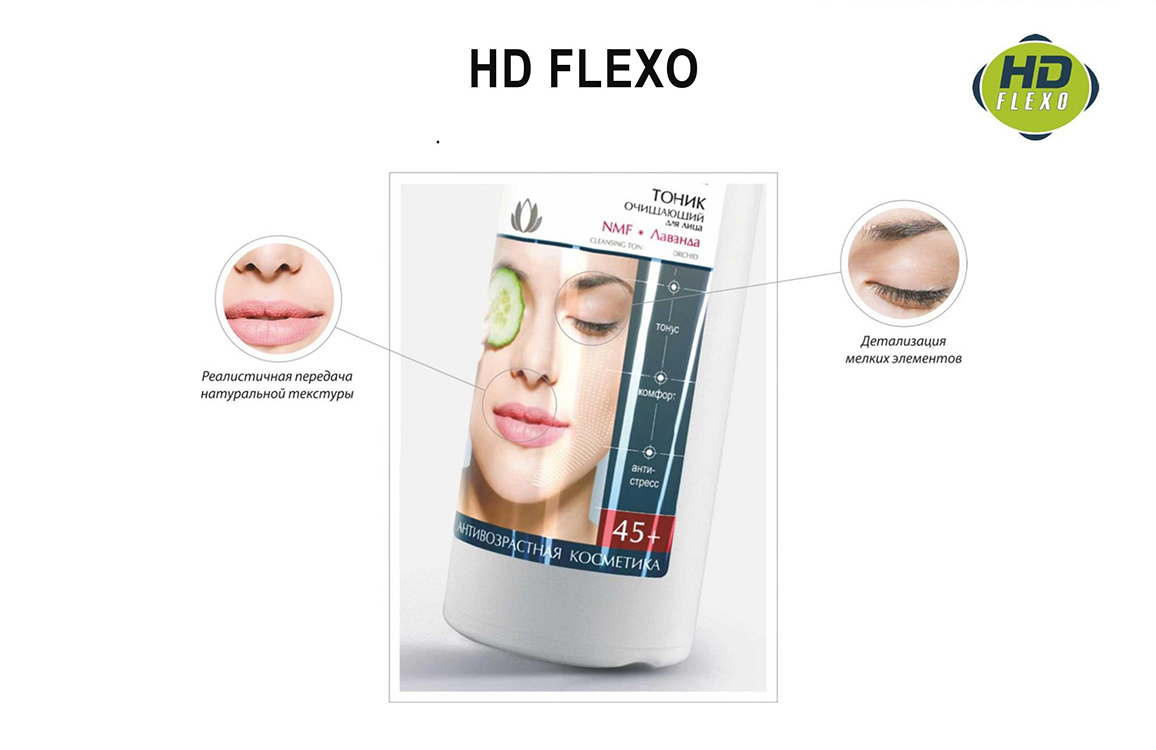 HD FLEXO
HD
FLEXO
ТОНИК
ОЧИЩАЮЩИЙ
для лица
NMF • Лаванда
CLEANSING TON
ORCHID
тонус
комфорт
анти-
стресс
45+
АНТИВОЗРАСТНАЯ КОСМЕТИКА
Реалистичная передача
натуральной текстуры
Детализация
мелких элементов